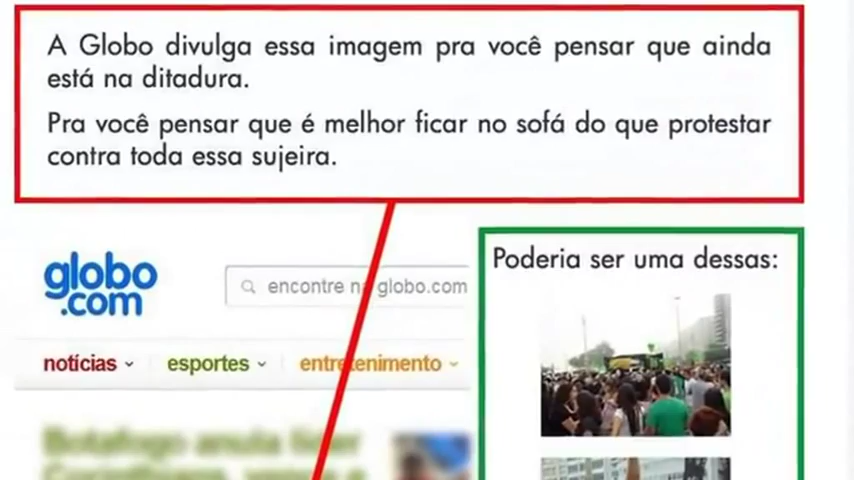 A Globo divulga essa imagem pra você pensar que ainda
está na ditadura.
Pra você pensar que é melhor ficar no sofá do que protestar
contra toda essa sujeira.
globo
.com
encontre na globo.com
notícias
esportes
entretenimento
Poderia ser uma dessas: